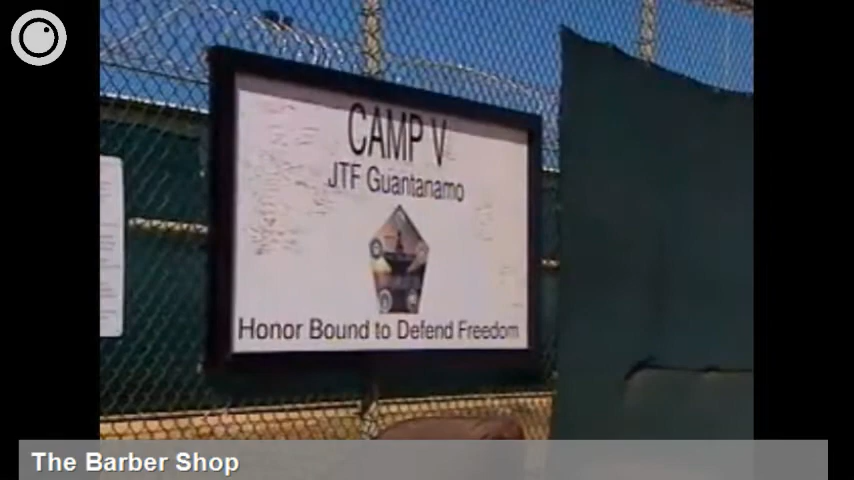 CAMP V
JTF Guantanamo
Honor Bound to Defend Freedom
The Barber Shop